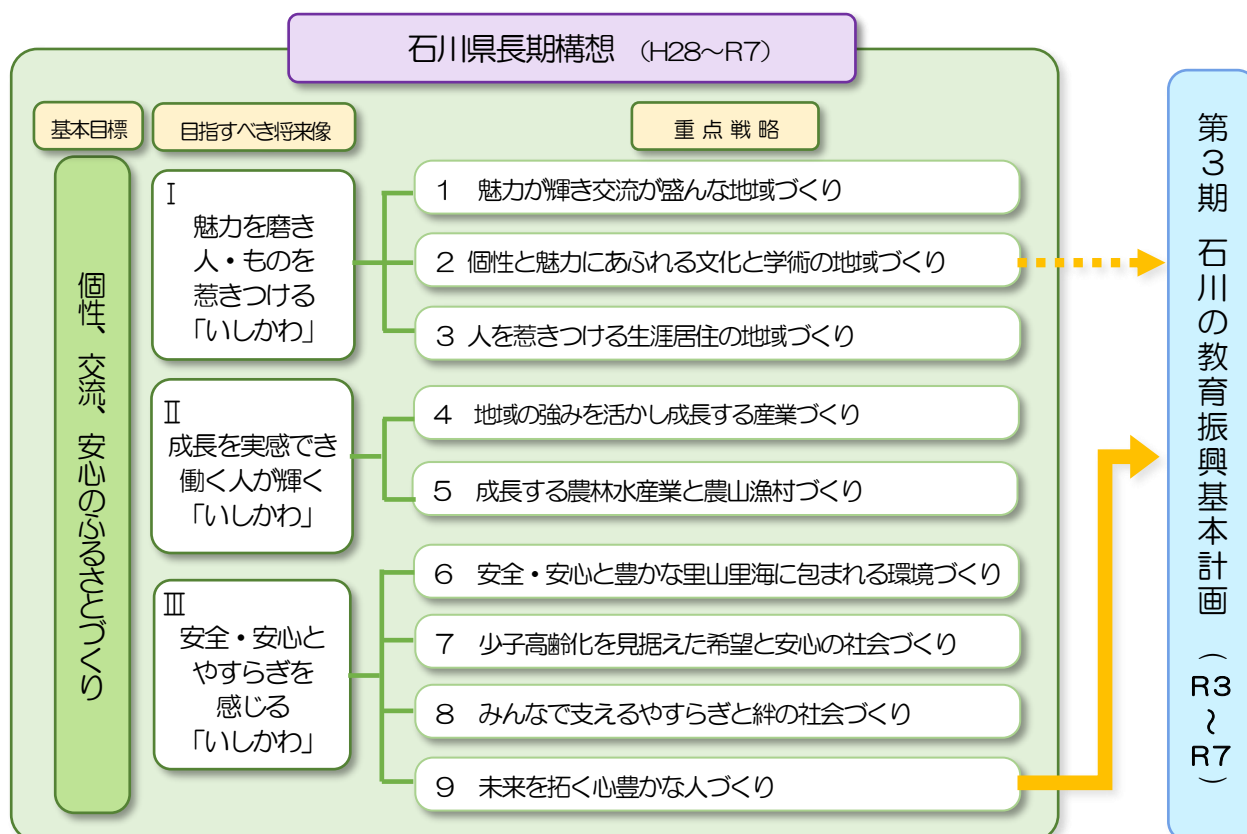 石川県長期構想 (H28～R7)
基本目標
目指すべき将来像
重点戦略
個性、交流、安心のふるさとづくり
Ⅰ
魅力を磨き
人・ものを
惹きつける
「いしかわ」
1 魅力が輝き交流が盛んな地域づくり
2 個性と魅力にあふれる文化と学術の地域づくり
3 人を惹きつける生涯居住の地域づくり
Ⅱ
成長を実感でき
働く人が輝く
「いしかわ」
4 地域の強みを活かし成長する産業づくり
5 成長する農林水産業と農山漁村づくり
Ⅲ
安全・安心と
やすらぎを
感じる
「いしかわ」
6 安全・安心と豊かな里山里海に包まれる環境づくり
7 少子高齢化を見据えた希望と安心の社会づくり
8 みんなで支えるやすらぎと絆の社会づくり
9 未来を拓く心豊かな人づくり
第3期 石川の教育振興基本計画 (R3～R7)